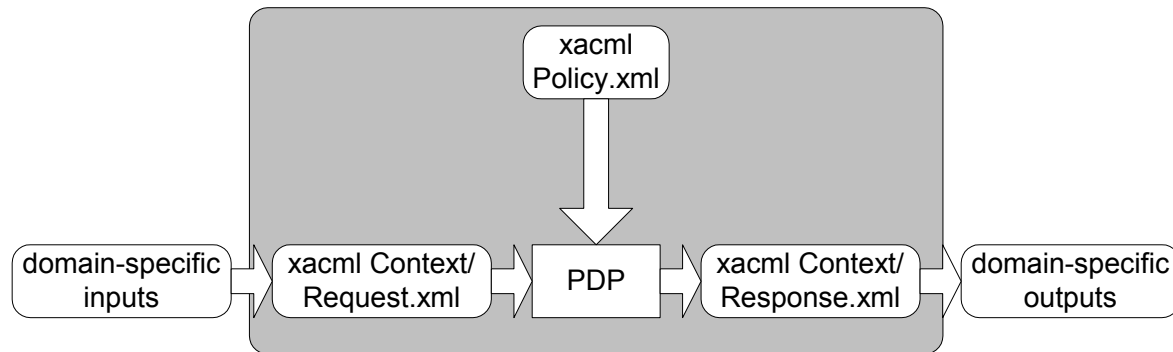 xacml
Policy.xml
domain-specific
inputs
xacml Context/
Request.xml
PDP
xacml Context/
Response.xml
domain-specific
outputs